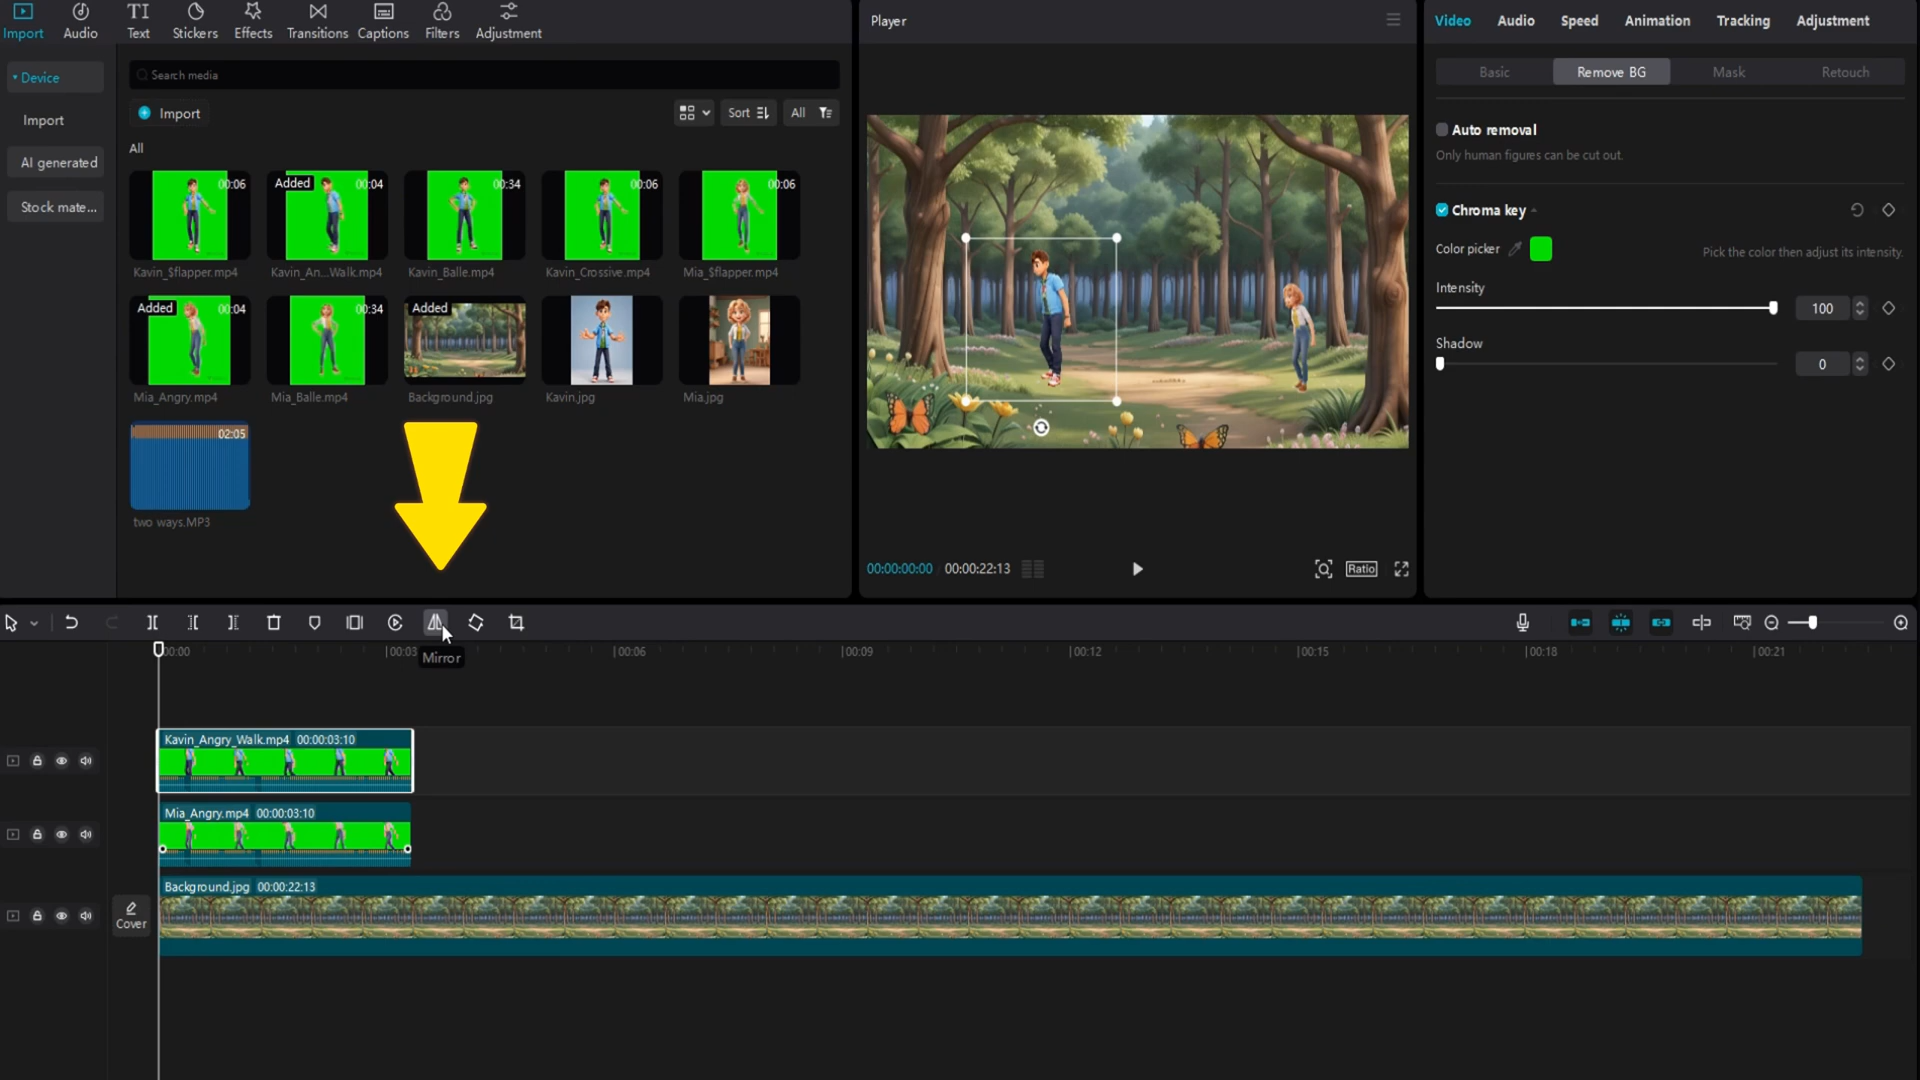 Import
Audio
Text
Stickers
Effects
Transitions
Captions
Filters
Adjustment
Device
Import
AI generated
Stock mate...
Search media
Import
Sort
All
All
00:06
Kavin_$flapper.mp4
Added
00:04
Kavin_An...Walk.mp4
00:34
Kavin_Balle.mp4
00:06
Kavin_Crossive.mp4
00:06
Mia_$flapper.mp4
Added
00:04
Mia_Angry.mp4
00:34
Mia_Balle.mp4
Added
Background.jpg
Kavin.jpg
Mia.jpg
02:05
two ways.MP3
Player
00:00:00:00
00:00:22:13
Ratio
Video
Audio
Speed
Animation
Tracking
Adjustment
Basic
Remove BG
Mask
Retouch
Auto removal
Only human figures can be cut out.
Chroma key
Color picker
Pick the color then adjust its intensity.
Intensity
100
Shadow
0
Mirror
00:00
00:03
00:06
00:09
00:12
00:15
00:18
00:21
Kavin_Angry_Walk.mp4 00:00:03:10
Mia_Angry.mp4 00:00:03:10
Cover
Background.jpg 00:00:22:13